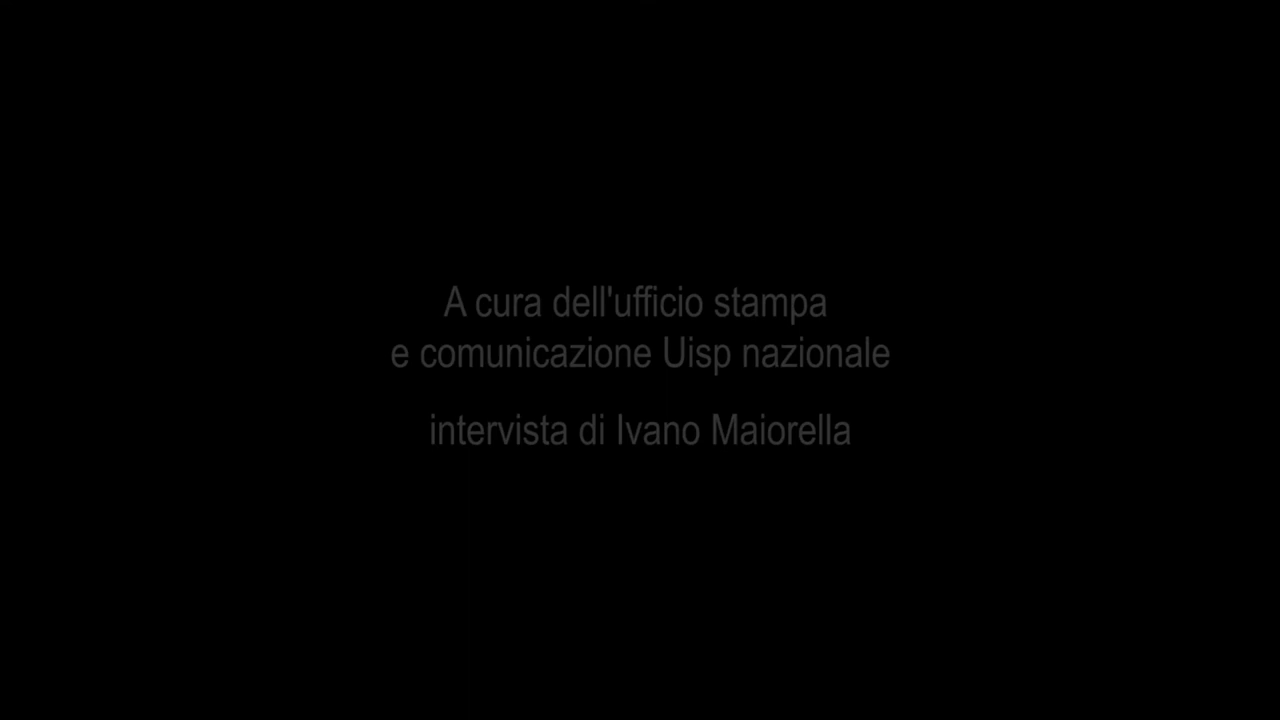 A cura dell'ufficio stampa
e comunicazione Uisp nazionale
intervista di Ivano Maiorella